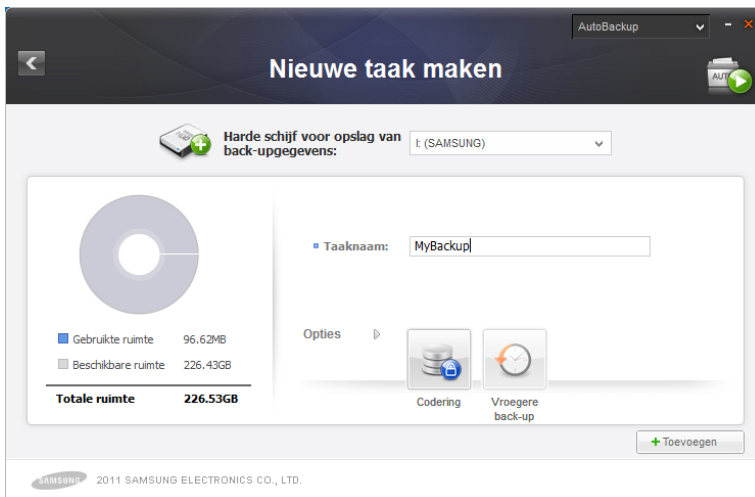 AutoBackup
Nieuwe taak maken
AUTO
Harde schijf voor opslag van
back-upgegevens:
I: (SAMSUNG)
Taaknaam:
MyBackup
Gebruikte ruimte 96.62MB
Beschikbare ruimte 226.43GB
Totale ruimte 226.53GB
Opties
Codering
Vroegere
back-up
+ Toevoegen
SAMSUNG 2011 SAMSUNG ELECTRONICS CO., LTD.